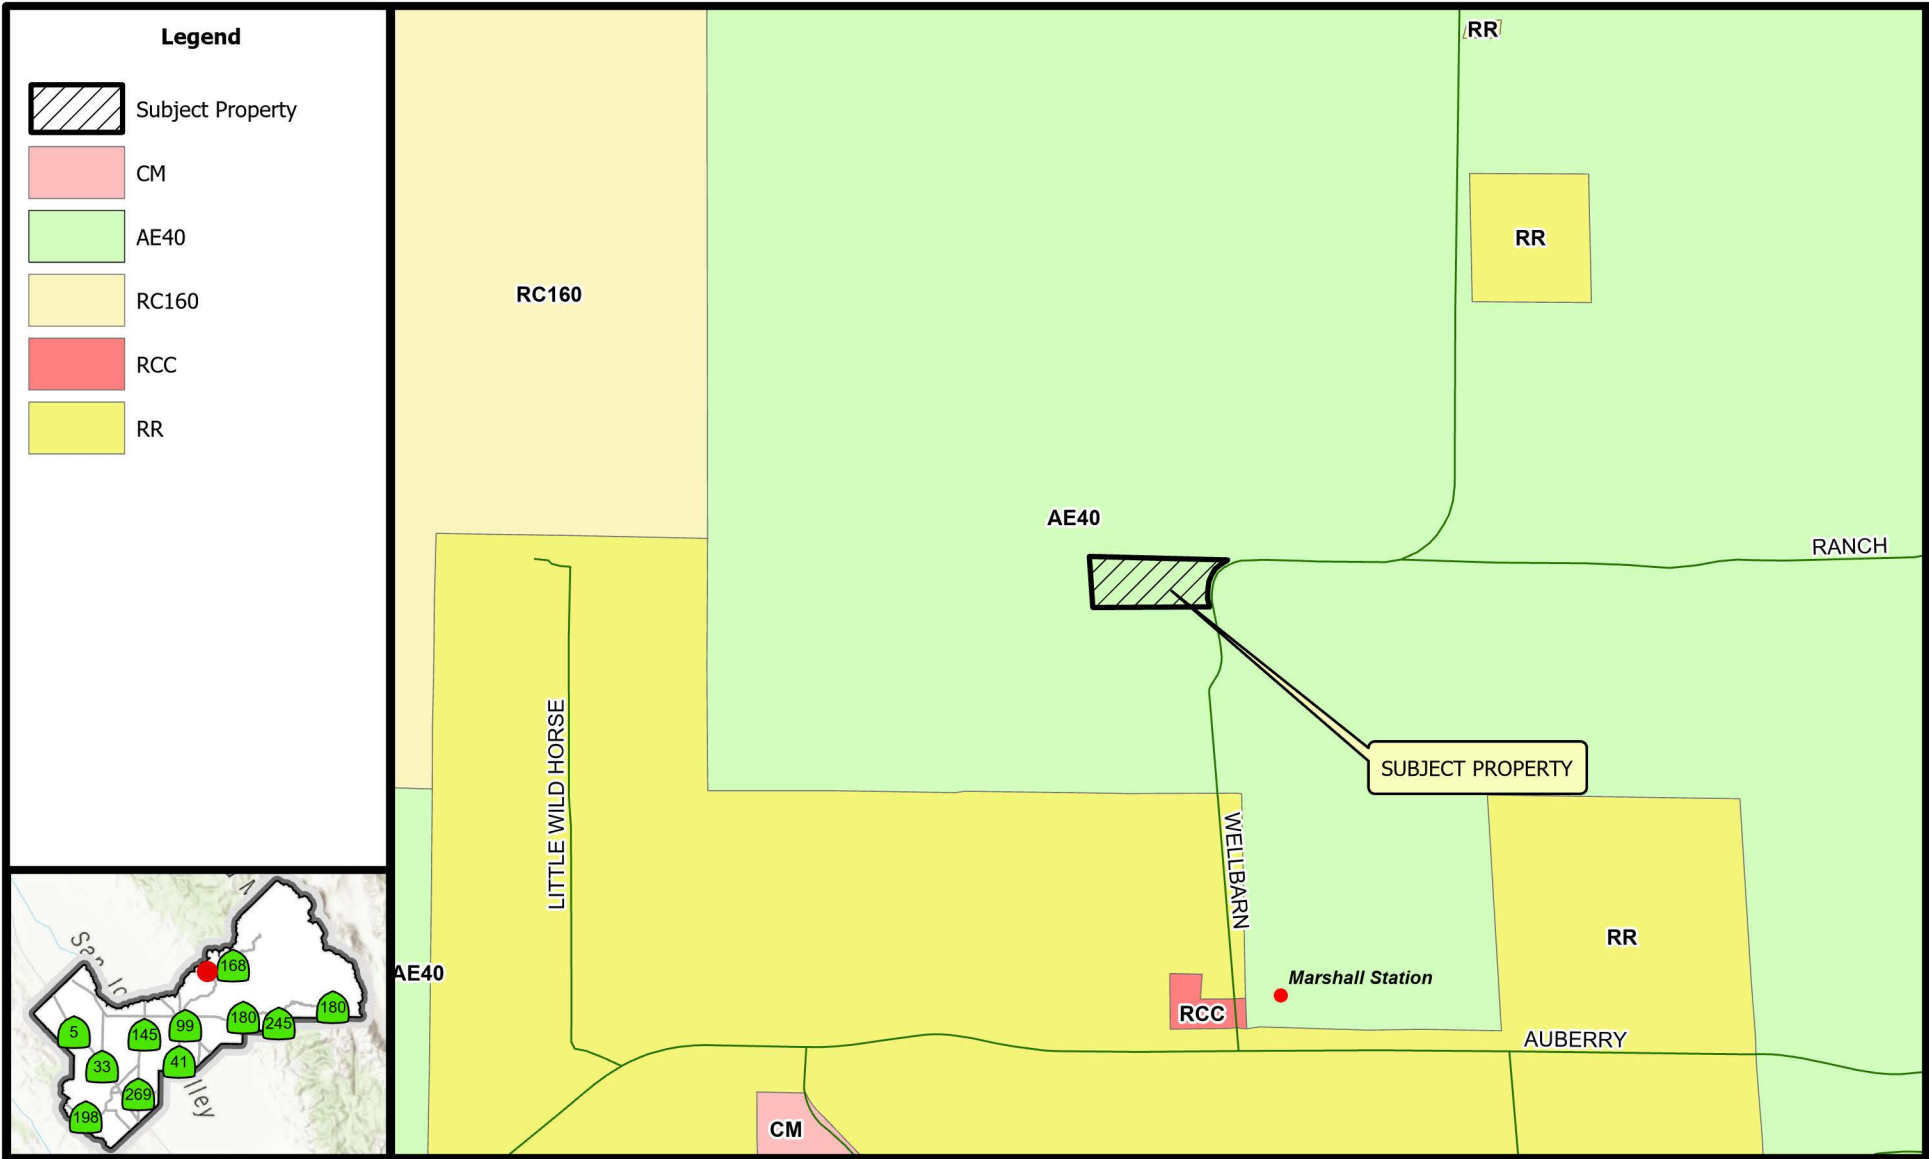 Legend
Subject Property
CM
AE40
RC160
RCC
RR
RR
RR
RC160
AE40
RANCH
SUBJECT PROPERTY
LITTLE WILD HORSE
WELLBARN
RR
AE40
Marshall Station
RCC
AUBERRY
CM
168
180
180
245
99
145
5
41
33
269
198